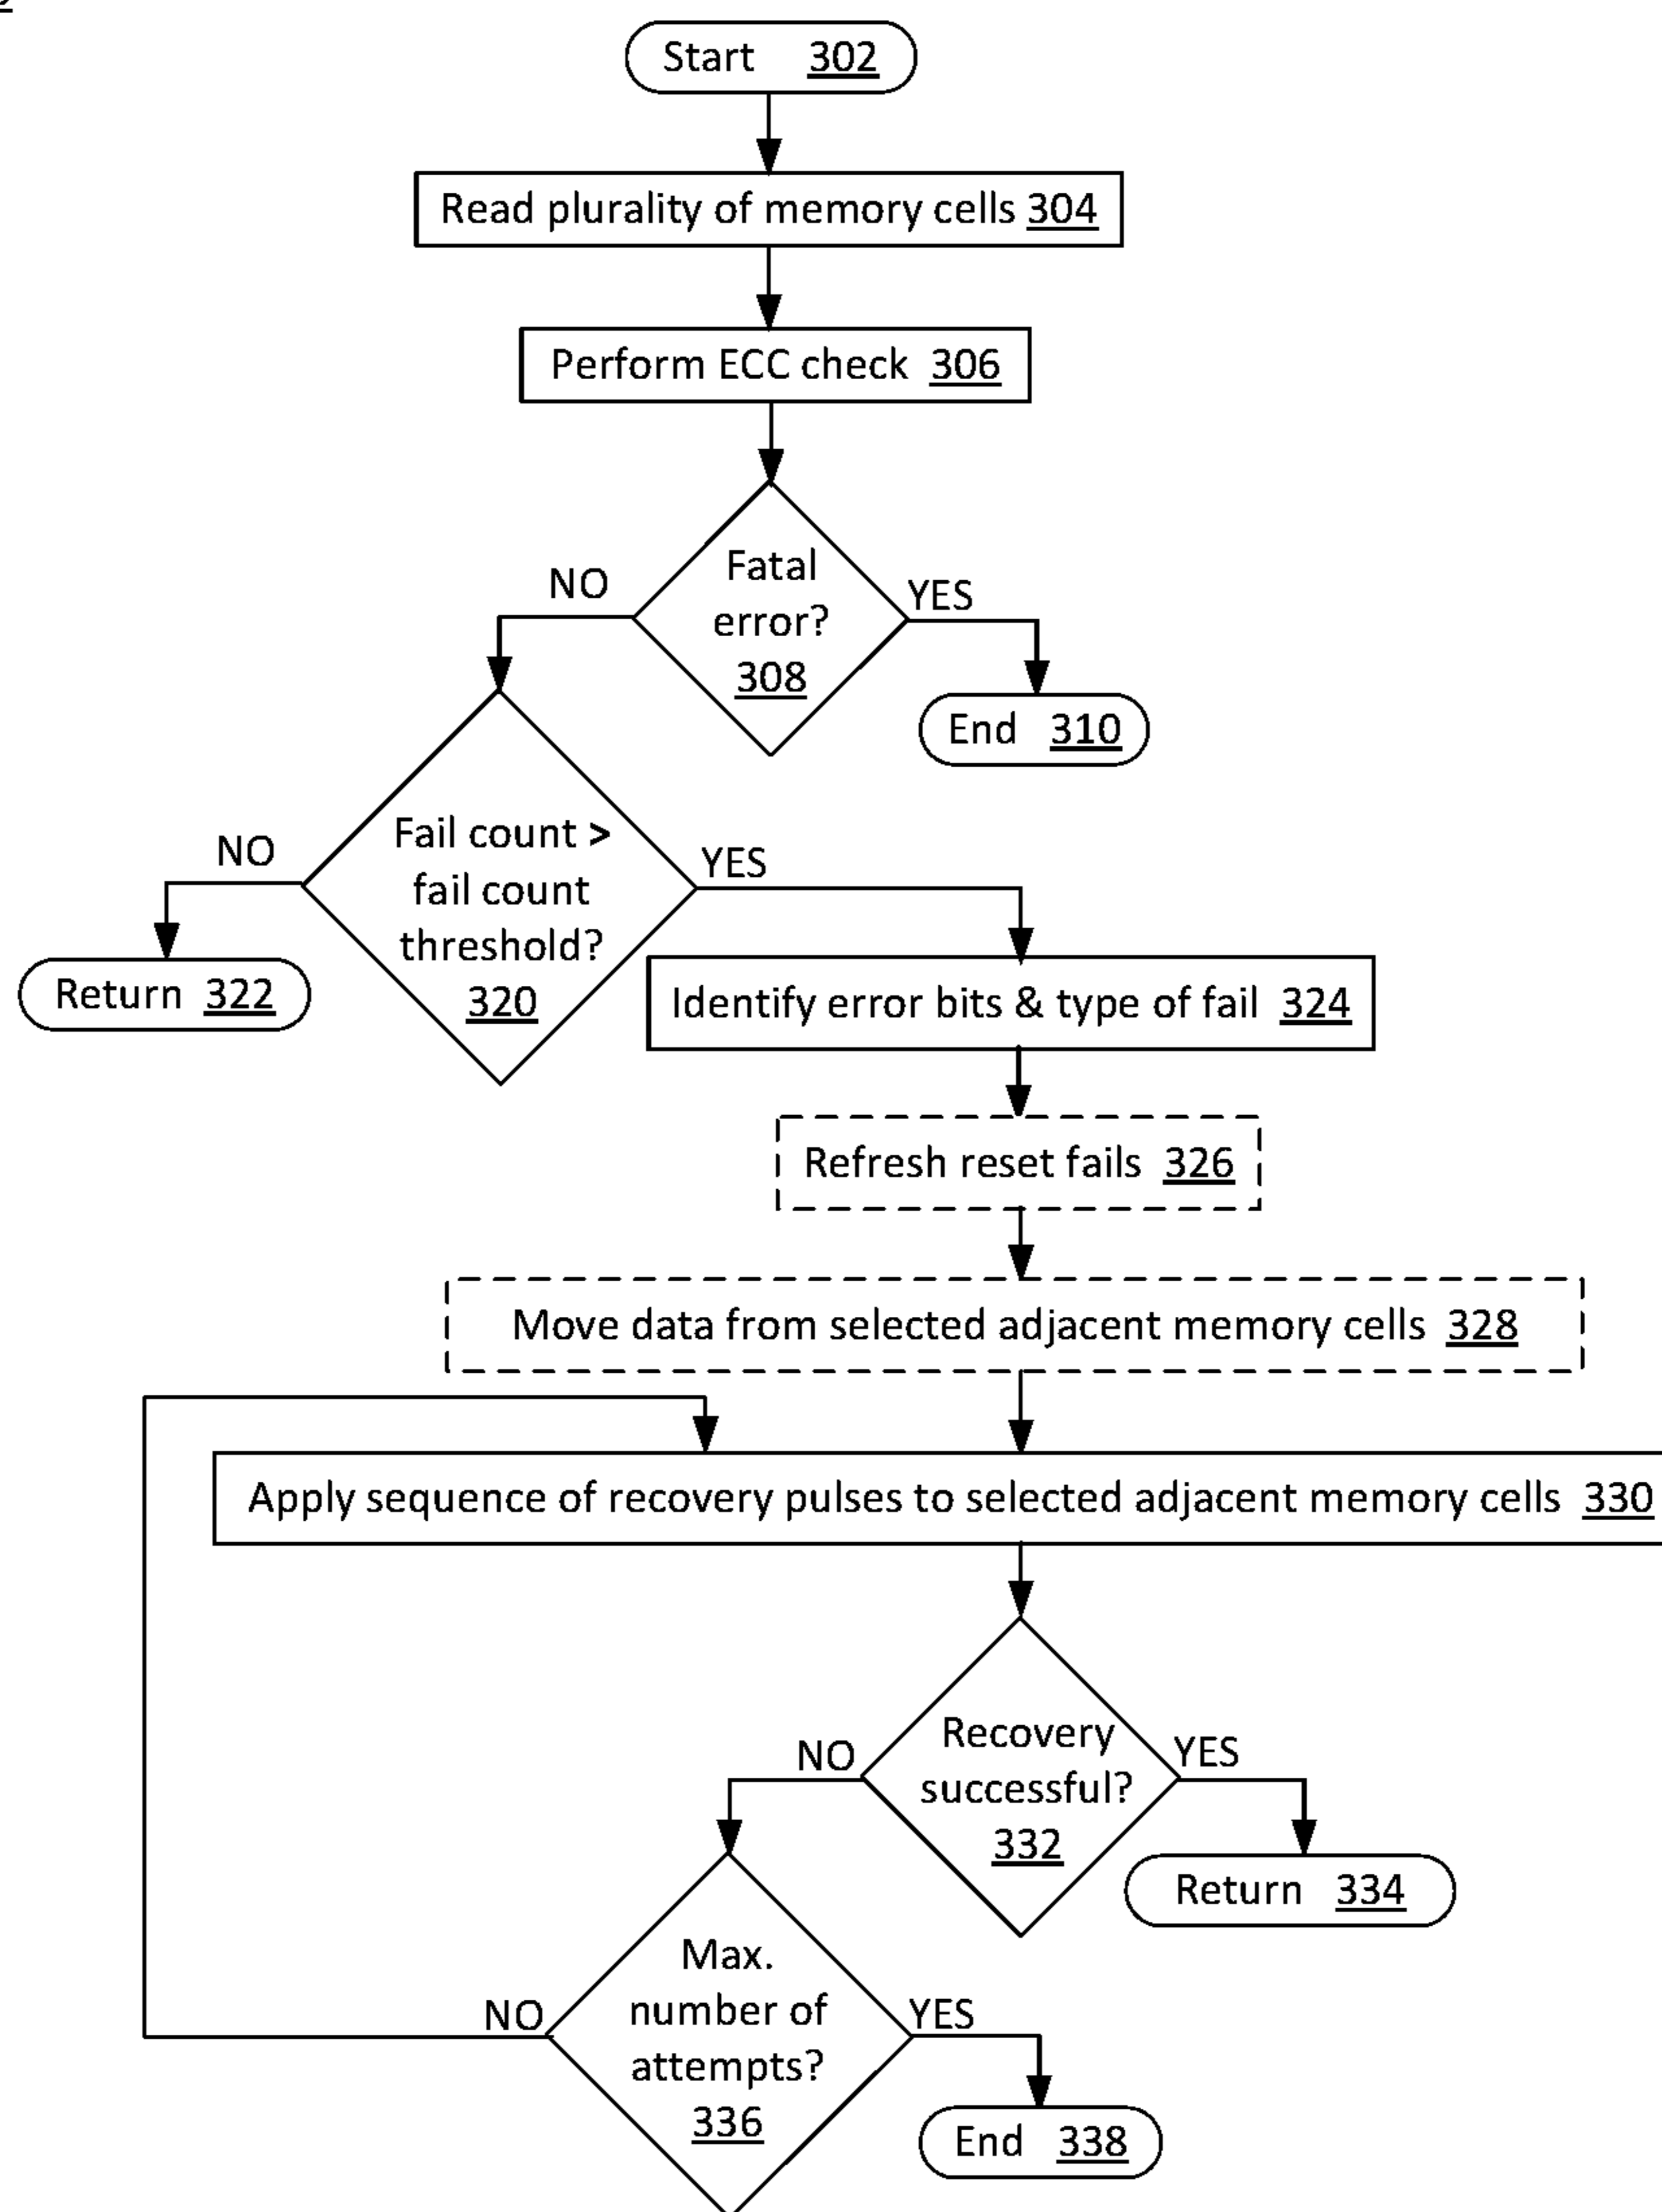 Start 302
Read plurality of memory cells 304
Perform ECC check 306
Fatal
error?
308
NO
YES
End 310
Fail count >
fail count
threshold?
320
NO
YES
Return 322
Identify error bits & type of fail 324
Refresh reset fails 326
Move data from selected adjacent memory cells 328
Apply sequence of recovery pulses to selected adjacent memory cells 330
Recovery
successful?
332
NO
YES
Return 334
Max.
number of
attempts?
336
NO
YES
End 338